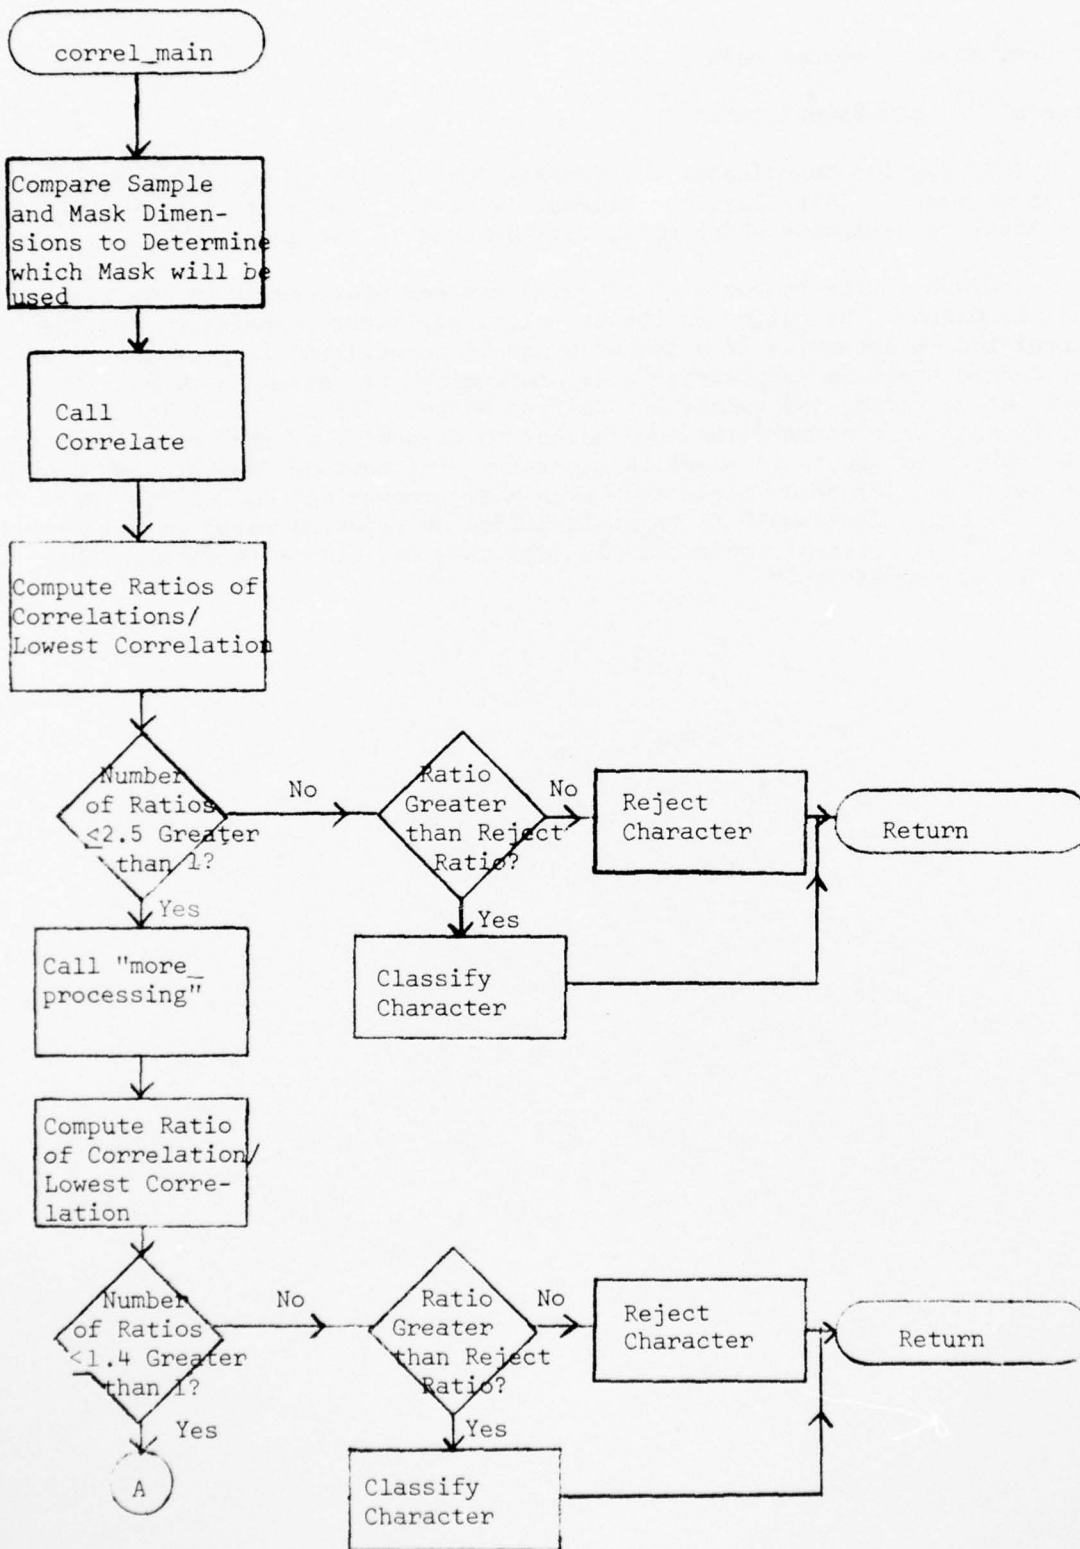 correl_main
Compare Sample
and Mask Dimen-
sions to Determine
which Mask will be
used
Call
Correlate
Compute Ratios of
Correlations/
Lowest Correlation
Number
of Ratios
≤2.5 Greater
than 1?
No
Ratio
Greater
than Reject
Ratio?
No
Reject
Character
Return
Yes
Yes
Call "more_
processing"
Classify
Character
Compute Ratio
of Correlation/
Lowest Corre-
lation
Number
of Ratios
≤1.4 Greater
than 1?
No
Ratio
Greater
than Reject
Ratio?
No
Reject
Character
Return
Yes
Yes
A
Classify
Character